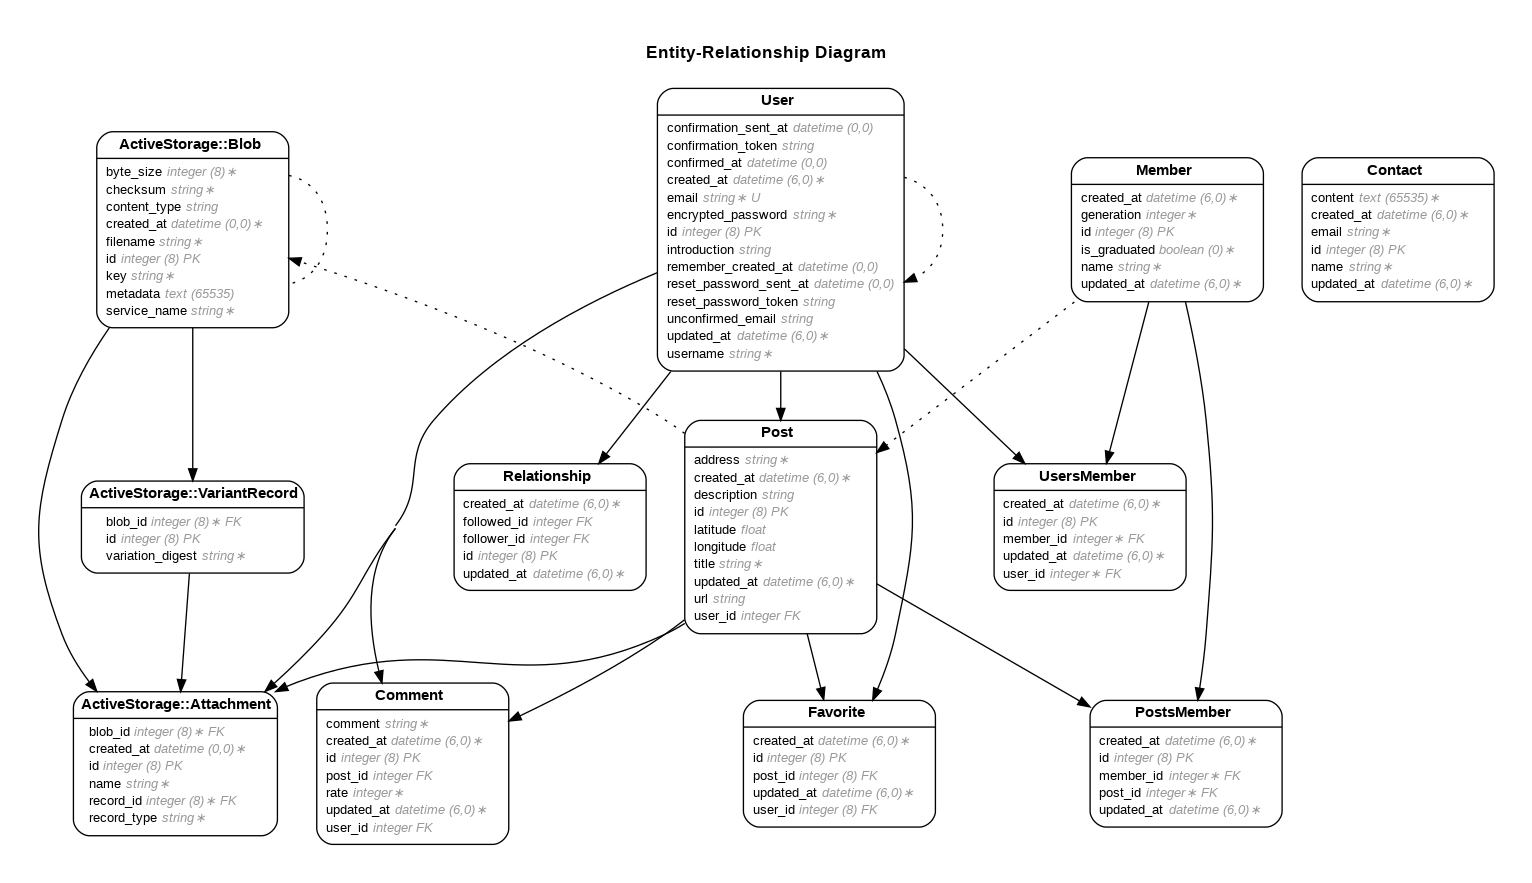 Entity-Relationship Diagram
User
confirmation_sent_at datetime (0,0)
confirmation_token string
confirmed_at datetime (0,0)
created_at datetime (6,0)∗
email string∗ U
encrypted_password string∗
id integer (8) PK
introduction string
remember_created_at datetime (0,0)
reset_password_sent_at datetime (0,0)
reset_password_token string
unconfirmed_email string
updated_at datetime (6,0)∗
username string∗
ActiveStorage::Blob
byte_size integer (8)∗
checksum string∗
content_type string
created_at datetime (0,0)∗
filename string∗
id integer (8) PK
key string∗
metadata text (65535)
service_name string∗
Member
created_at datetime (6,0)∗
generation integer∗
id integer (8) PK
is_graduated boolean (0)∗
name string∗
updated_at datetime (6,0)∗
Contact
content text (65535)∗
created_at datetime (6,0)∗
email string∗
id integer (8) PK
name string∗
updated_at datetime (6,0)∗
Post
address string∗
created_at datetime (6,0)∗
description string
id integer (8) PK
latitude float
longitude float
title string∗
updated_at datetime (6,0)∗
url string
user_id integer FK
Relationship
created_at datetime (6,0)∗
followed_id integer FK
follower_id integer FK
id integer (8) PK
updated_at datetime (6,0)∗
UsersMember
created_at datetime (6,0)∗
id integer (8) PK
member_id integer∗ FK
updated_at datetime (6,0)∗
user_id integer∗ FK
ActiveStorage::VariantRecord
blob_id integer (8)∗ FK
id integer (8) PK
variation_digest string∗
ActiveStorage::Attachment
blob_id integer (8)∗ FK
created_at datetime (0,0)∗
id integer (8) PK
name string∗
record_id integer (8)∗ FK
record_type string∗
Comment
comment string∗
created_at datetime (6,0)∗
id integer (8) PK
post_id integer FK
rate integer∗
updated_at datetime (6,0)∗
user_id integer FK
Favorite
created_at datetime (6,0)∗
id integer (8) PK
post_id integer (8) FK
updated_at datetime (6,0)∗
user_id integer (8) FK
PostsMember
created_at datetime (6,0)∗
id integer (8) PK
member_id integer∗ FK
post_id integer∗ FK
updated_at datetime (6,0)∗